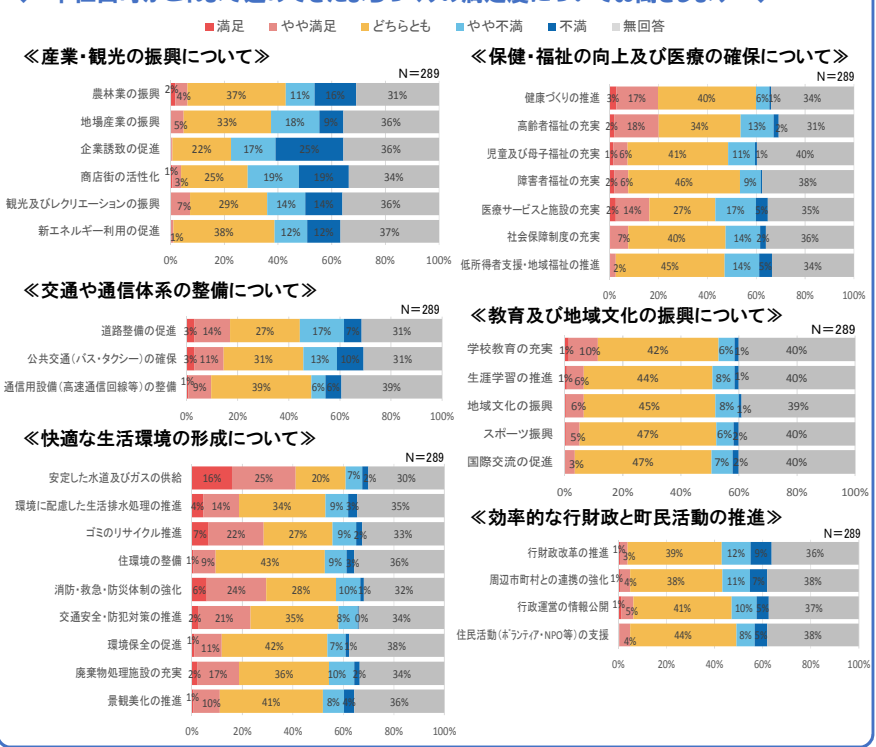 満足 やや満足 どちらとも やや不満 不満 無回答
≪産業・観光の振興について≫
N=289
農林業の振興 2% 4% 37% 11% 16% 31%
地場産業の振興 5% 33% 18% 9% 36%
企業誘致の促進 22% 17% 25% 36%
商店街の活性化 1% 3% 25% 19% 19% 34%
観光及びレクリエーションの振興 7% 29% 14% 14% 36%
新エネルギー利用の促進 1% 38% 12% 12% 37%
0% 20% 40% 60% 80% 100%
≪交通や通信体系の整備について≫
N=289
道路整備の促進 3% 14% 27% 17% 7% 31%
公共交通(バス・タクシー)の確保 3% 11% 31% 13% 10% 31%
通信用設備(高速通信回線等)の整備 1% 9% 39% 6% 6% 39%
0% 20% 40% 60% 80% 100%
≪快適な生活環境の形成について≫
N=289
安定した水道及びガスの供給 16% 25% 20% 7% 2% 30%
環境に配慮した生活排水処理の推進 4% 14% 34% 9% 3% 35%
ゴミのリサイクル推進 7% 22% 27% 9% 2% 33%
住環境の整備 1% 9% 43% 9% 3% 36%
消防・救急・防災体制の強化 6% 24% 28% 10% 1% 32%
交通安全・防犯対策の推進 2% 21% 35% 8% 0% 34%
環境保全の促進 1% 11% 42% 7% 1% 38%
廃棄物処理施設の充実 2% 17% 36% 10% 2% 34%
景観美化の推進 1% 10% 41% 8% 4% 36%
0% 20% 40% 60% 80% 100%
≪保健・福祉の向上及び医療の確保について≫
N=289
健康づくりの推進 3% 17% 40% 6% 1% 34%
高齢者福祉の充実 2% 18% 34% 13% 2% 31%
児童及び母子福祉の充実 1% 6% 41% 11% 1% 40%
障害者福祉の充実 2% 6% 46% 9% 38%
医療サービスと施設の充実 2% 14% 27% 17% 5% 35%
社会保障制度の充実 7% 40% 14% 2% 36%
低所得者支援・地域福祉の推進 2% 45% 14% 5% 34%
0% 20% 40% 60% 80% 100%
≪教育及び地域文化の振興について≫
N=289
学校教育の充実 1% 10% 42% 6% 1% 40%
生涯学習の推進 1% 6% 44% 8% 1% 40%
地域文化の振興 6% 45% 8% 1% 39%
スポーツ振興 5% 47% 6% 2% 40%
国際交流の促進 3% 47% 7% 2% 40%
0% 20% 40% 60% 80% 100%
≪効率的な行財政と町民活動の推進≫
N=289
行財政改革の推進 1% 3% 39% 12% 9% 36%
周辺市町村との連携の強化 1% 4% 38% 11% 7% 38%
行政運営の情報公開 1% 5% 41% 10% 5% 37%
住民活動(ボランティア・NPO等)の支援 4% 44% 8% 5% 38%
0% 20% 40% 60% 80% 100%